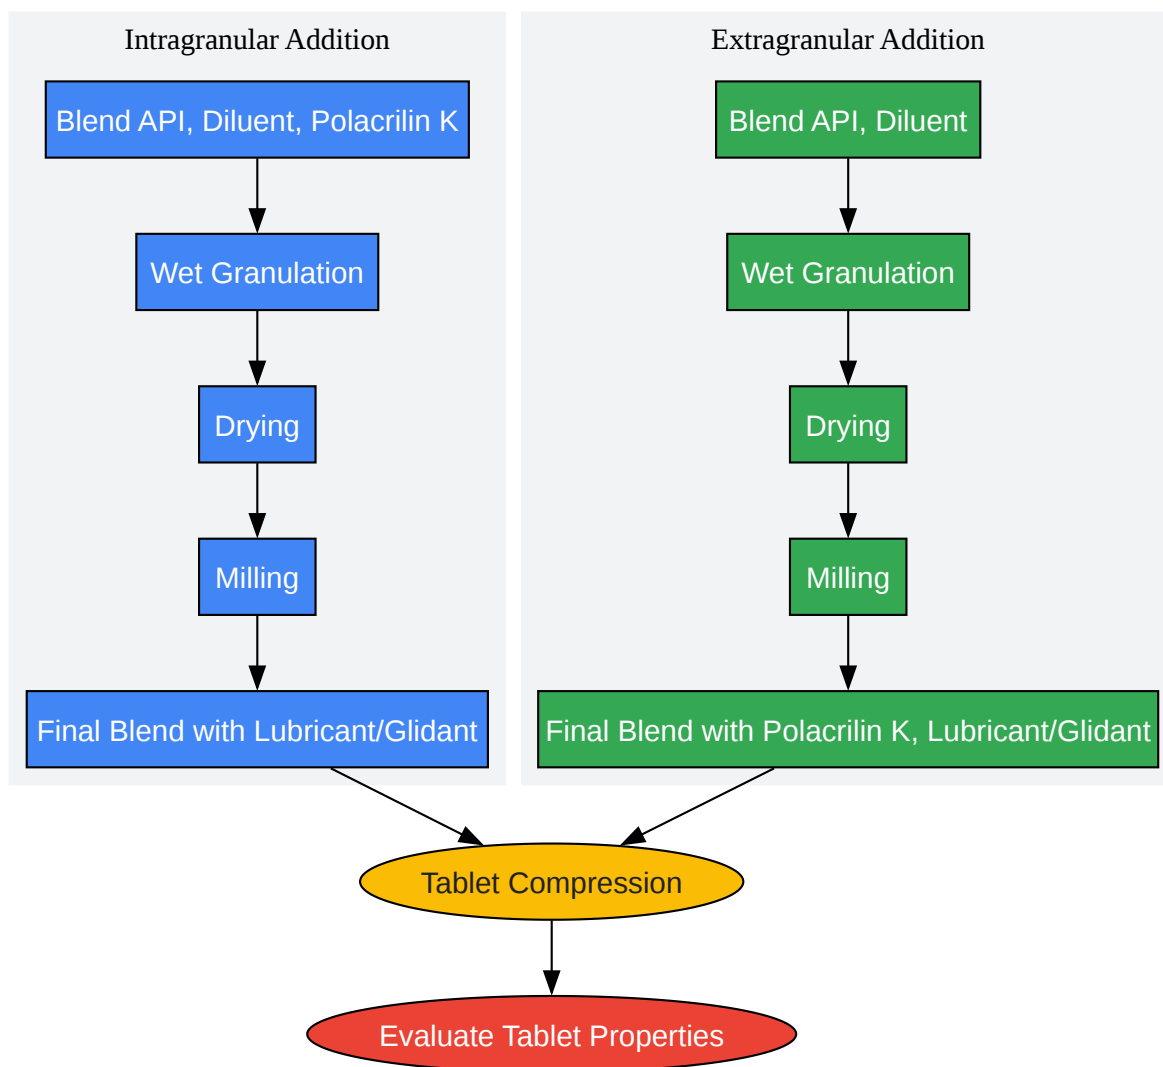 Intragranular Addition
Blend API, Diluent, Polacrilin K
Wet Granulation
Drying
Milling
Final Blend with Lubricant/Glidant
Extragranular Addition
Blend API, Diluent
Wet Granulation
Drying
Milling
Final Blend with Polacrilin K, Lubricant/Glidant
Tablet Compression
Evaluate Tablet Properties